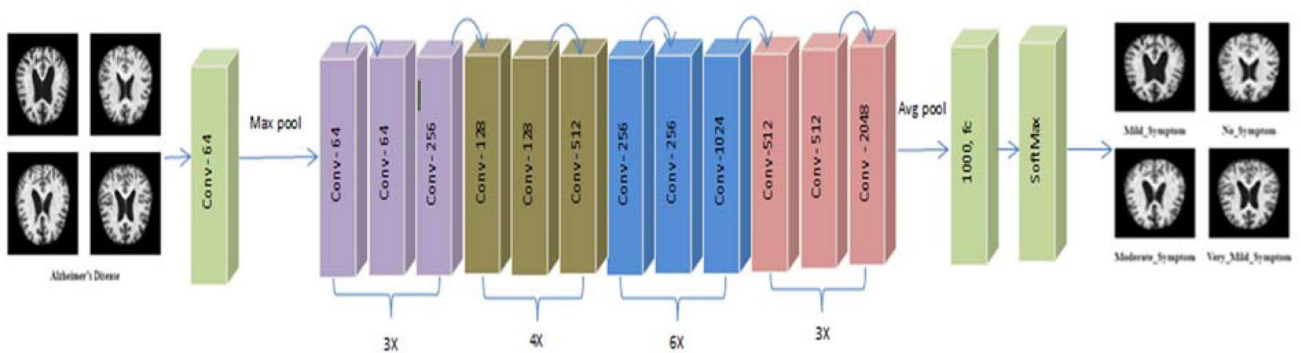 Alzheimer's Disease
Conv - 64
Max pool
Conv - 64
Conv - 64
Conv - 256
3X
Conv - 128
Conv - 128
Conv - 512
4X
Conv - 256
Conv - 256
Conv -1024
6X
Conv -512
Conv - 512
Conv - 2048
3X
Avg pool
1000, fc
SoftMax
Mild_Symptom
No_Symptom
Moderate_Symptom
Very_Mild_Symptom